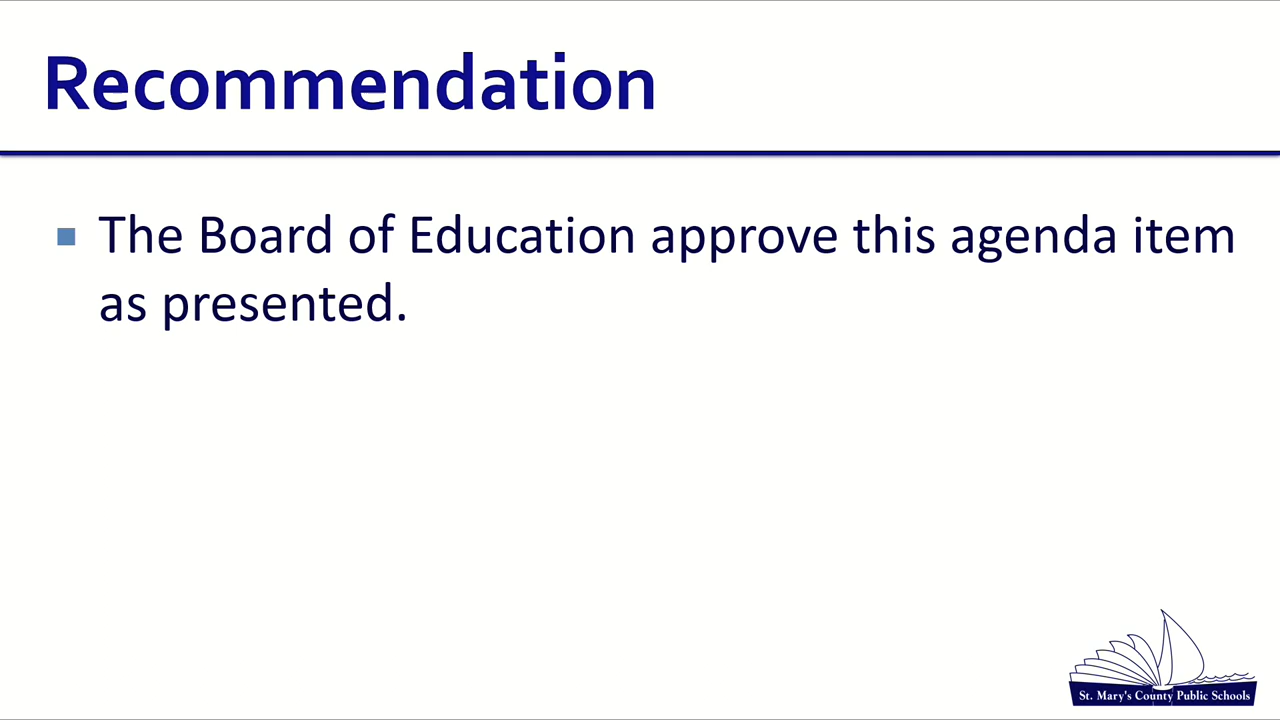 Recommendation
The Board of Education approve this agenda item
as presented.
St. Mary's County Public Schools